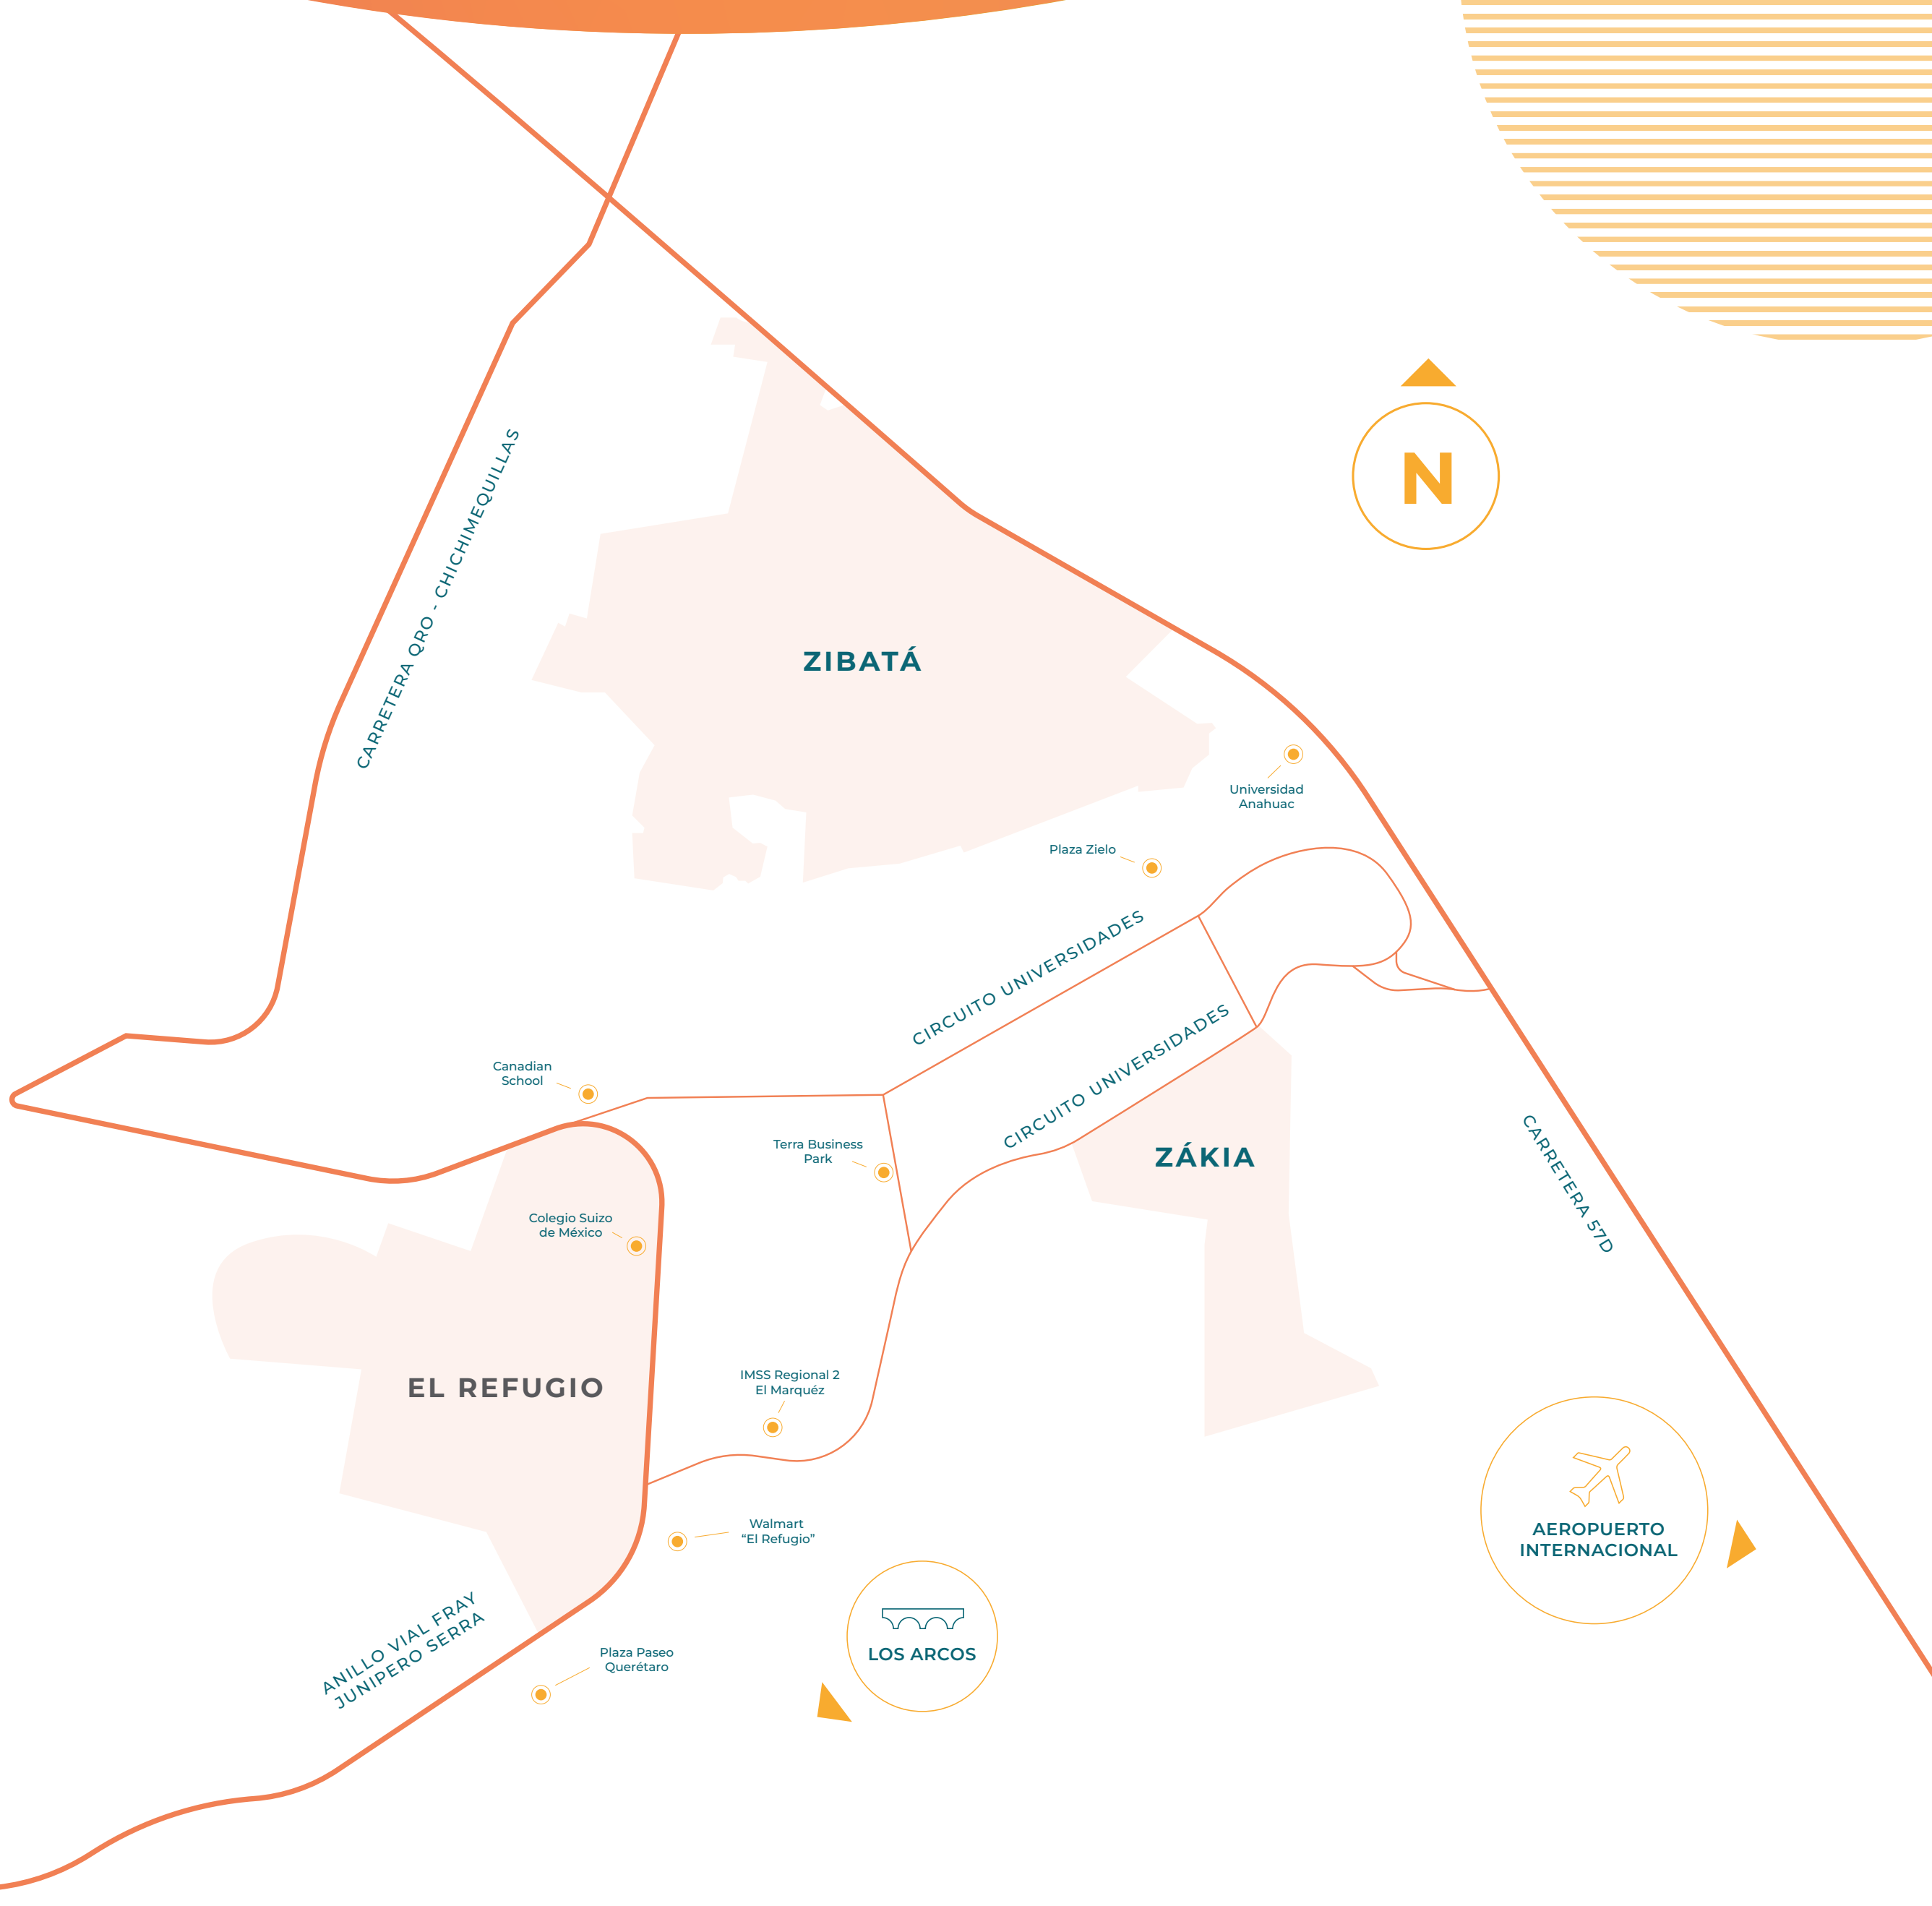 N
CARRETERA QRO - CHICHIMEQUILLAS
ZIBATÁ
Universidad
Anahuac
Plaza Zielo
CIRCUITO UNIVERSIDADES
CIRCUITO UNIVERSIDADES
Canadian
School
Terra Business
Park
ZÁKIA
CARRETERA 57D
Colegio Suizo
de México
EL REFUGIO
IMSS Regional 2
El Marquéz
Walmart
“El Refugio”
AEROPUERTO
INTERNACIONAL
LOS ARCOS
ANILLO VIAL FRAY
JUNIPERO SERRA
Plaza Paseo
Querétaro